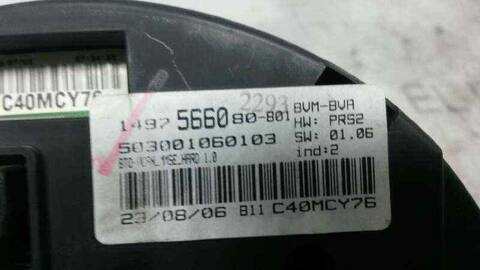 C40MCY76
2293
1497 5660 80-B01
BVM-BVA
503001060103
HW: PRS2
SW: 01.06
ind:2
23/08/06 B11 C40MCY76